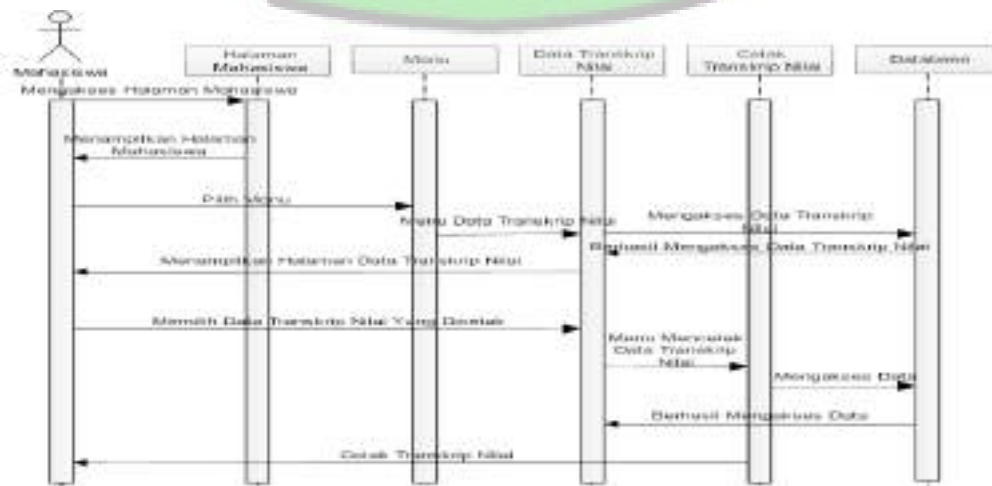 Mahasiswa
Halaman
Mahasiswa
Menu
Data Transkrip
Nilai
Cetak
Transkrip Nilai
Database
Mengakses Halaman Mahasiswa
Menampilkan Halaman
Mahasiswa
Pilih Menu
Menu Data Transkrip Nilai
Mengakses Data Transkrip
Nilai
Berhasil Mengakses Data Transkrip Nilai
Menampilkan Halaman Data Transkrip Nilai
Memilih Data Transkrip Nilai Yang Dicetak
Menu Mencetak
Data Transkrip
Nilai
Mengakses Data
Berhasil Mengakses Data
Cetak Transkrip Nilai